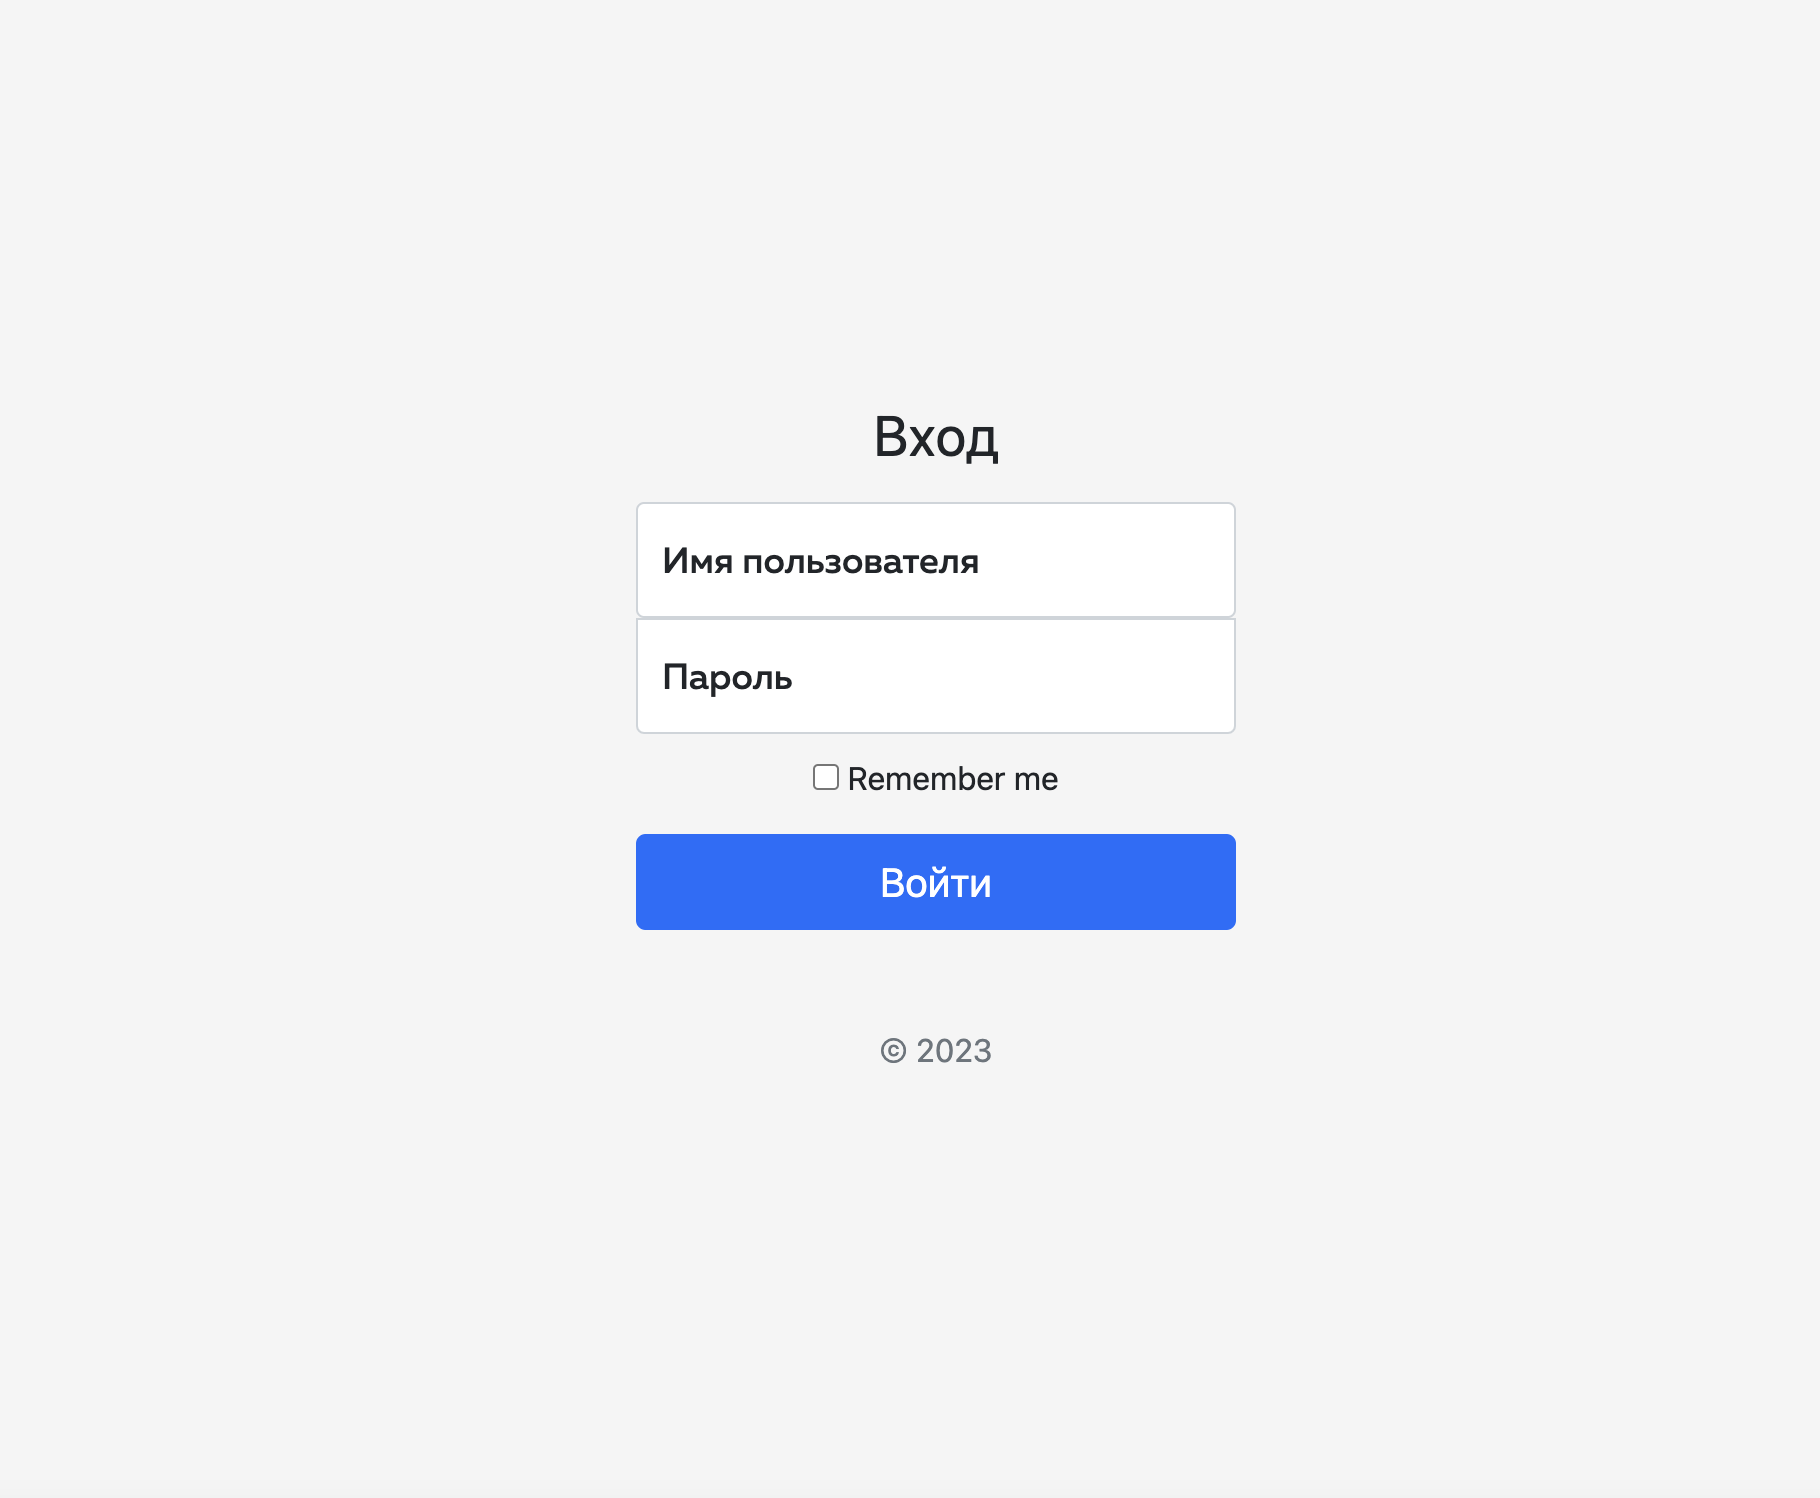 Вход
Имя пользователя
Пароль
Remember me
Войти
© 2023